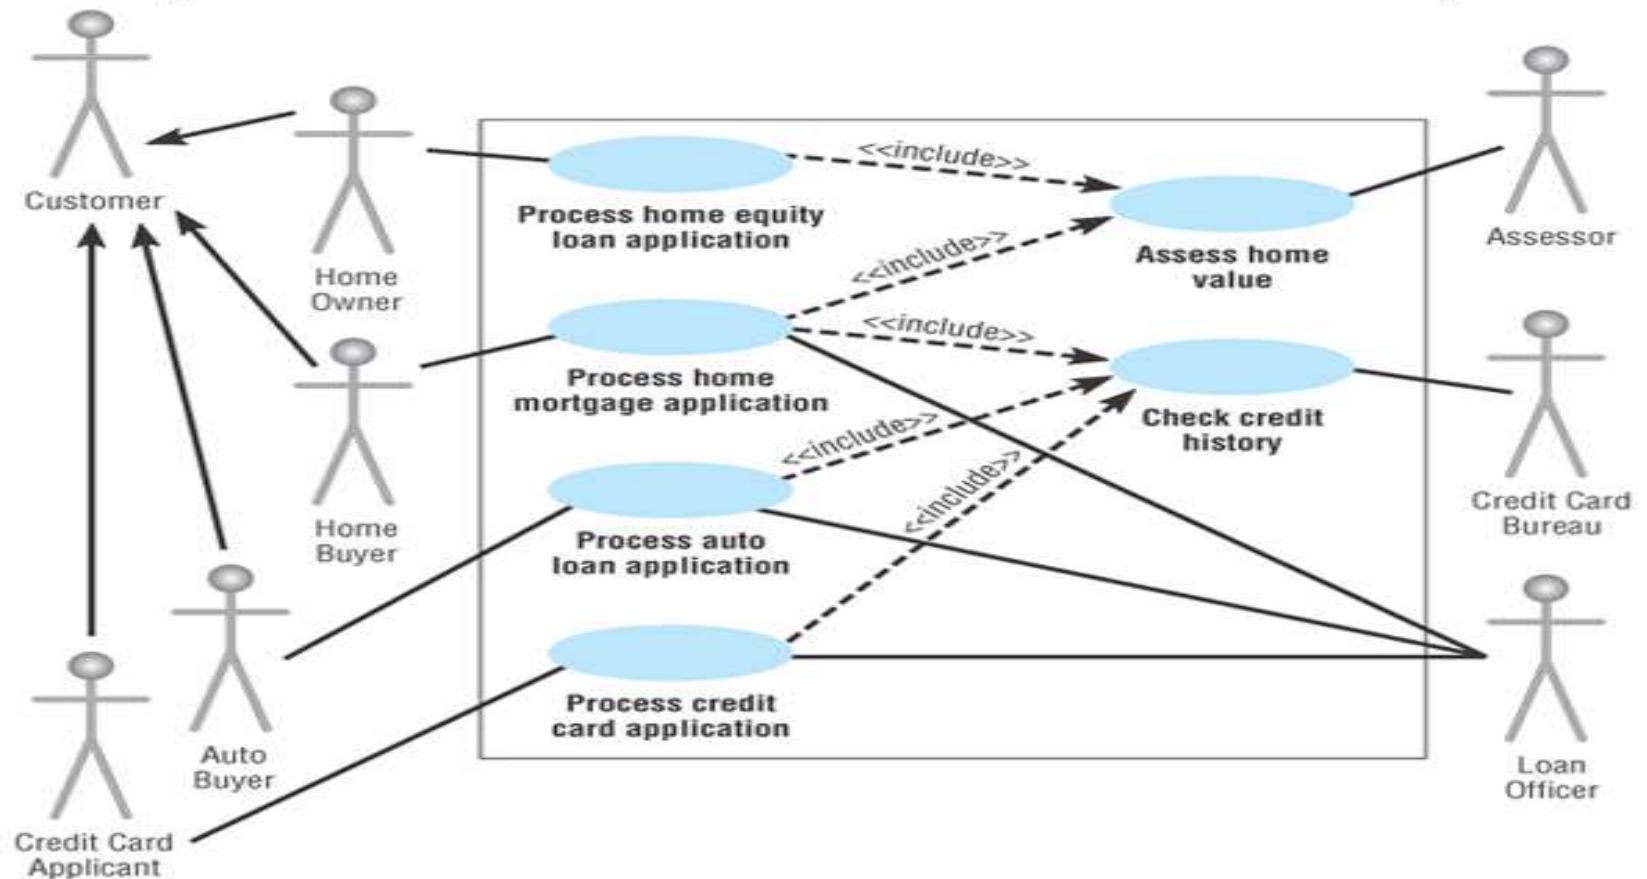 Customer
Home
Owner
Home
Buyer
Auto
Buyer
Credit Card
Applicant
Process home equity
loan application
Process home
mortgage application
Process auto
loan application
Process credit
card application
<<include>>
<<include>>
<<include>>
<<include>>
<<include>>
Assess home
value
Check credit
history
Assessor
Credit Card
Bureau
Loan
Officer